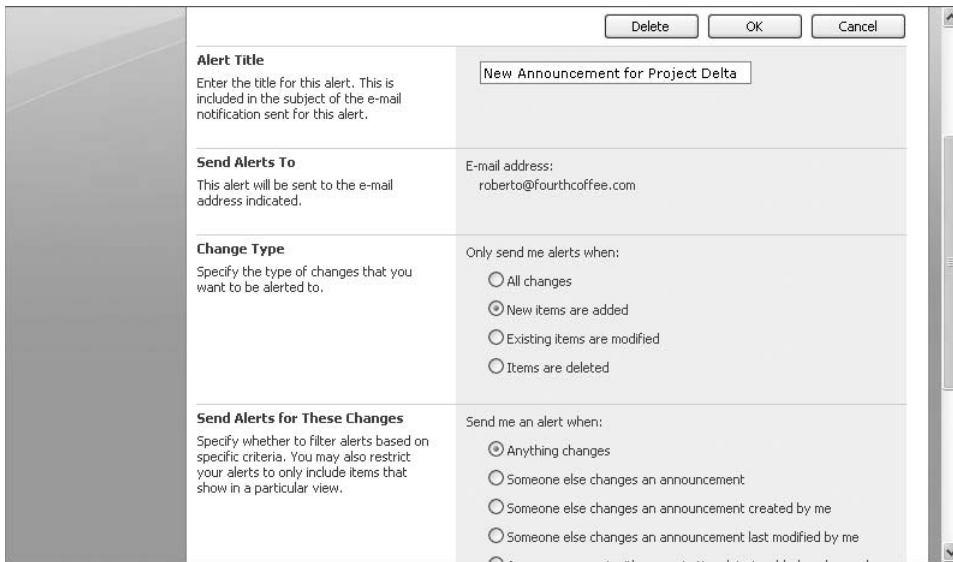 Delete OK Cancel
Alert Title
Enter the title for this alert. This is
included in the subject of the e-mail
notification sent for this alert.
New Announcement for Project Delta
Send Alerts To
This alert will be sent to the e-mail
address indicated.
E-mail address:
roberto@fourthcoffee.com
Change Type
Specify the type of changes that you
want to be alerted to.
Only send me alerts when:
All changes
New items are added
Existing items are modified
Items are deleted
Send Alerts for These Changes
Specify whether to filter alerts based on
specific criteria. You may also restrict
your alerts to only include items that
show in a particular view.
Send me an alert when:
Anything changes
Someone else changes an announcement
Someone else changes an announcement created by me
Someone else changes an announcement last modified by me